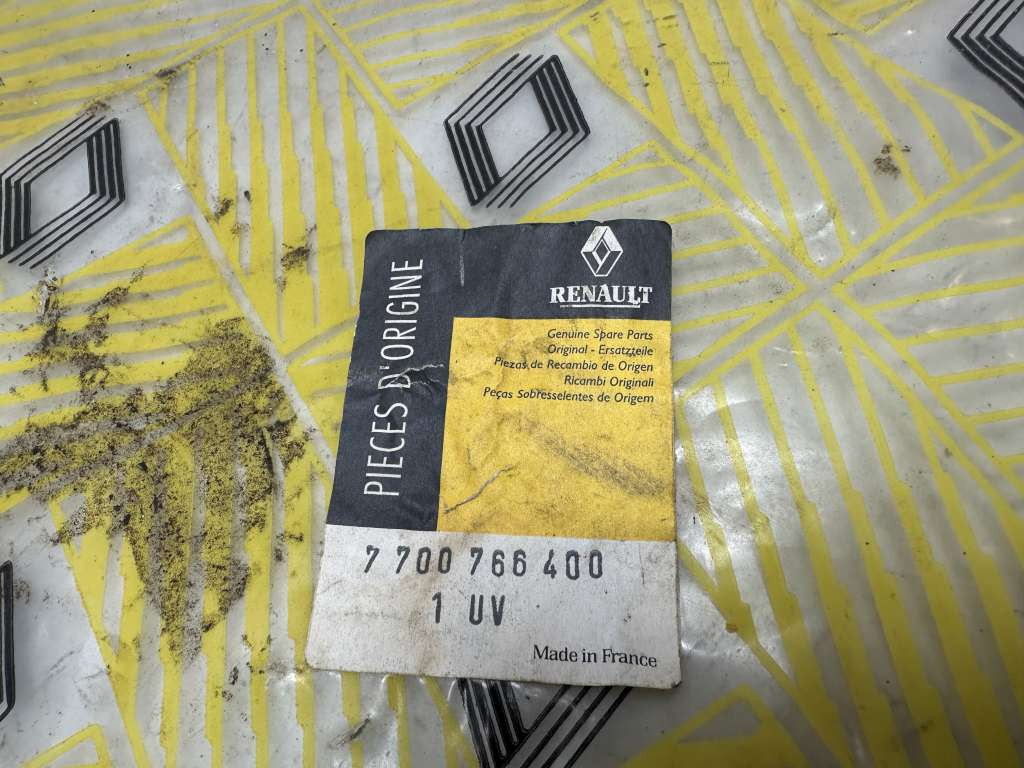 PIECES D'ORIGINE
RENAULT
Genuine Spare Parts
Original - Ersatzteile
Piezas de Recambio de Origen
Ricambi Originali
Peças Sobresselentes de Origem
7 700 766 400
1 UV
Made in France